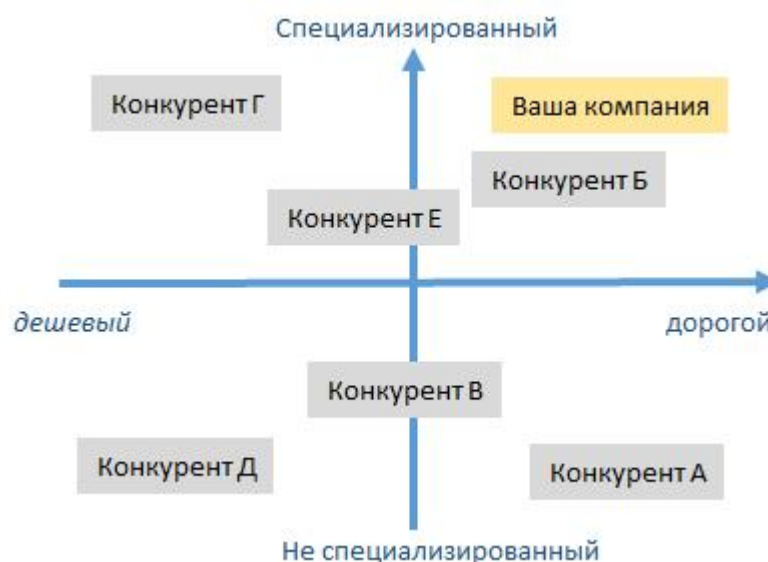 Специализированный
Конкурент Г
Ваша компания
Конкурент Б
Конкурент Е
дешевый
дорогой
Конкурент В
Конкурент Д
Конкурент А
Не специализированный